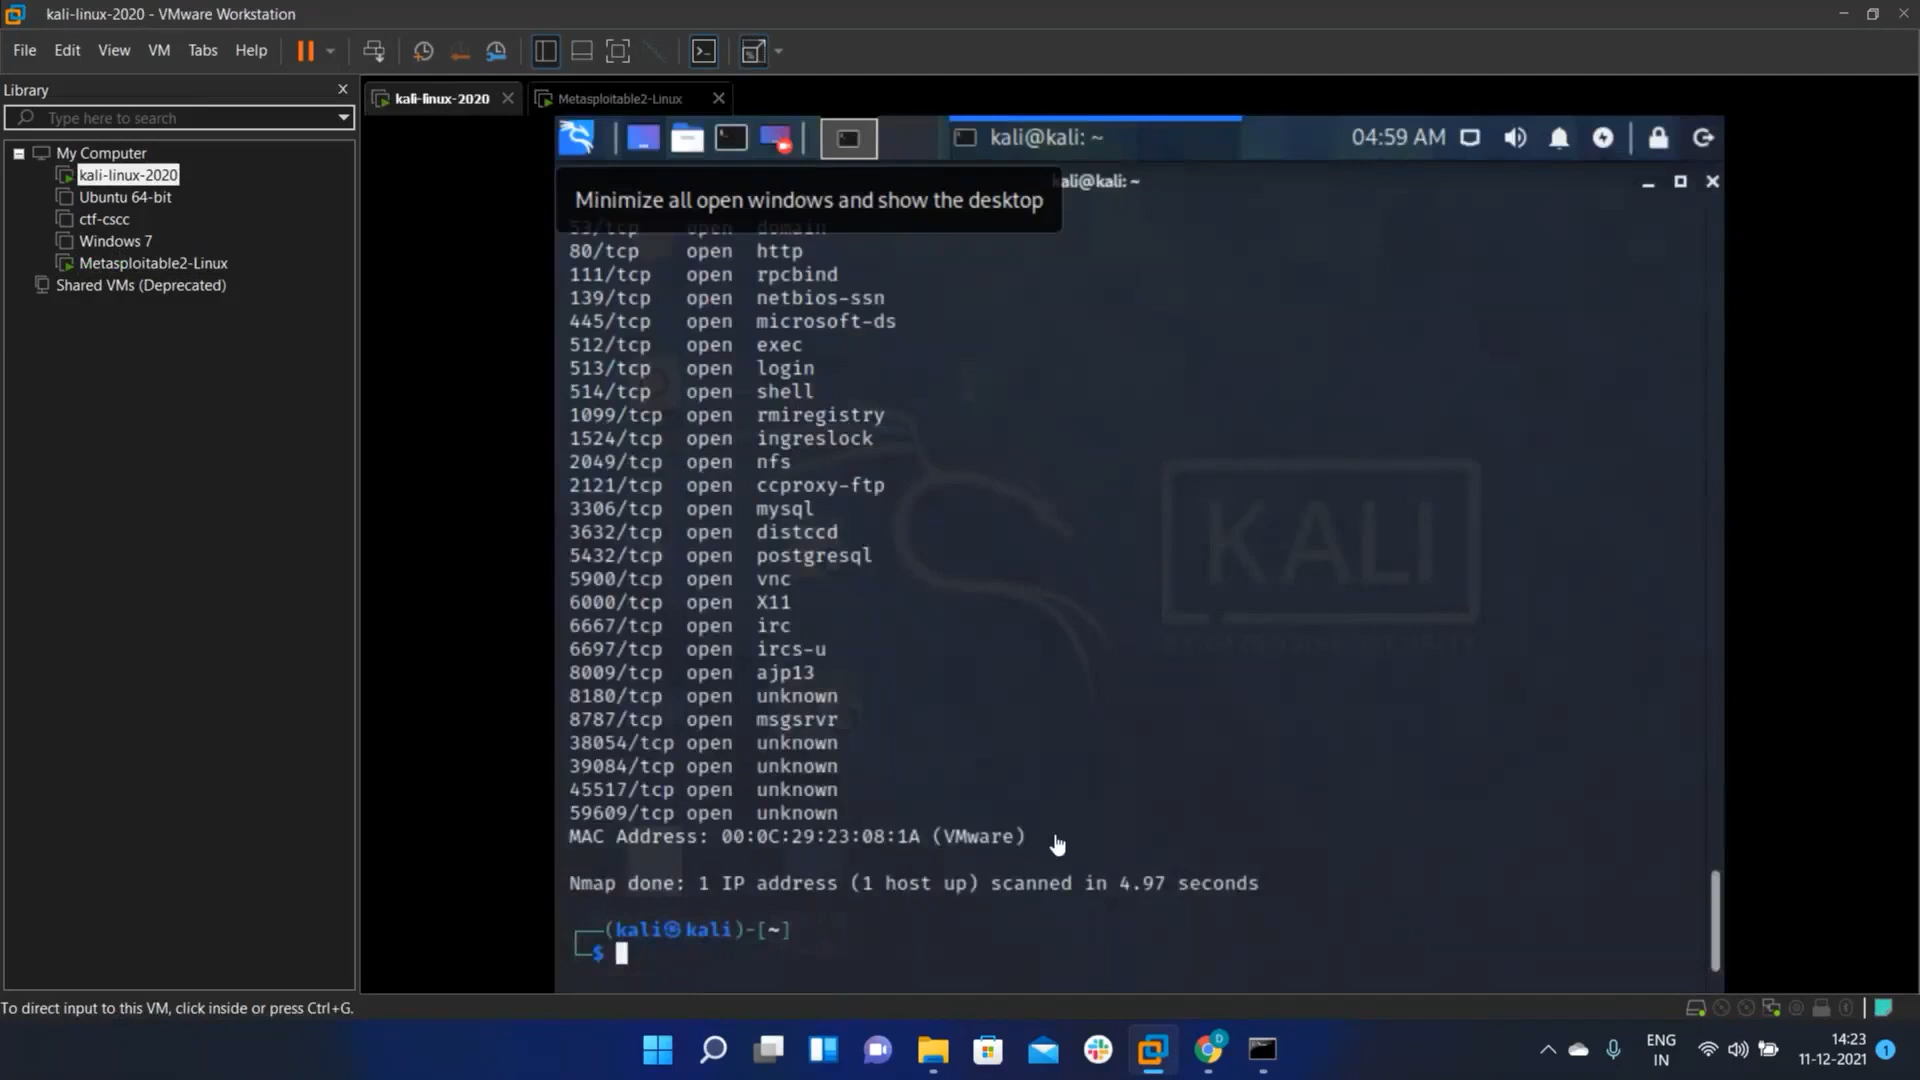 kali-linux-2020 - VMware Workstation
File Edit View VM Tabs Help
Library
Type here to search
My Computer
kali-linux-2020
Ubuntu 64-bit
ctf-cscc
Windows 7
Metasploitable2-Linux
Shared VMs (Deprecated)
kali-linux-2020
Metasploitable2-Linux
kali@kali: ~
04:59 AM
kali@kali: ~
Minimize all open windows and show the desktop
53/tcp open domain
80/tcp open http
111/tcp open rpcbind
139/tcp open netbios-ssn
445/tcp open microsoft-ds
512/tcp open exec
513/tcp open login
514/tcp open shell
1099/tcp open rmiregistry
1524/tcp open ingreslock
2049/tcp open nfs
2121/tcp open ccproxy-ftp
3306/tcp open mysql
3632/tcp open distccd
5432/tcp open postgresql
5900/tcp open vnc
6000/tcp open X11
6667/tcp open irc
6697/tcp open ircs-u
8009/tcp open ajp13
8180/tcp open unknown
8787/tcp open msgsrvr
38054/tcp open unknown
39084/tcp open unknown
45517/tcp open unknown
59609/tcp open unknown
MAC Address: 00:0C:29:23:08:1A (VMware)
Nmap done: 1 IP address (1 host up) scanned in 4.97 seconds
(kali㉿kali)-[~]
$
KALI
To direct input to this VM, click inside or press Ctrl+G.
ENG
IN
14:23
11-12-2021
1